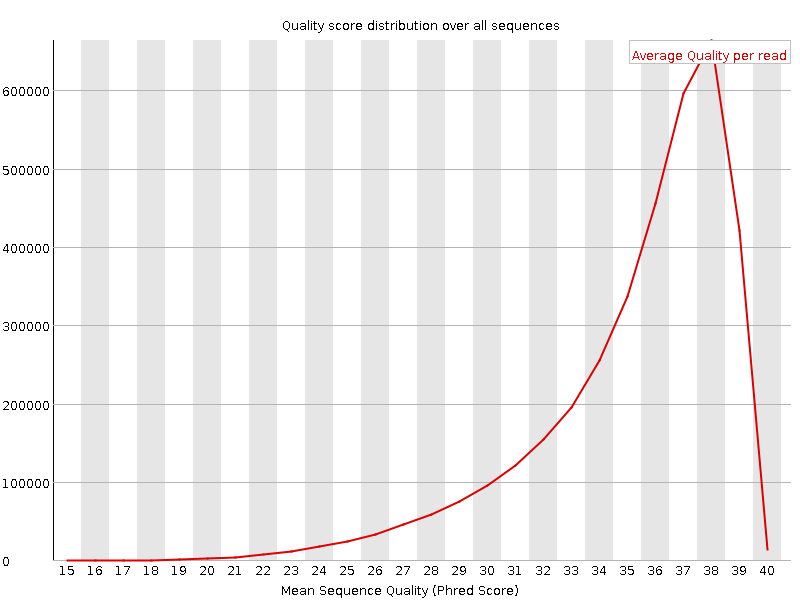 Quality score distribution over all sequences
Average Quality per read
600000
500000
400000
300000
200000
100000
0
15 16 17 18 19 20 21 22 23 24 25 26 27 28 29 30 31 32 33 34 35 36 37 38 39 40
Mean Sequence Quality (Phred Score)